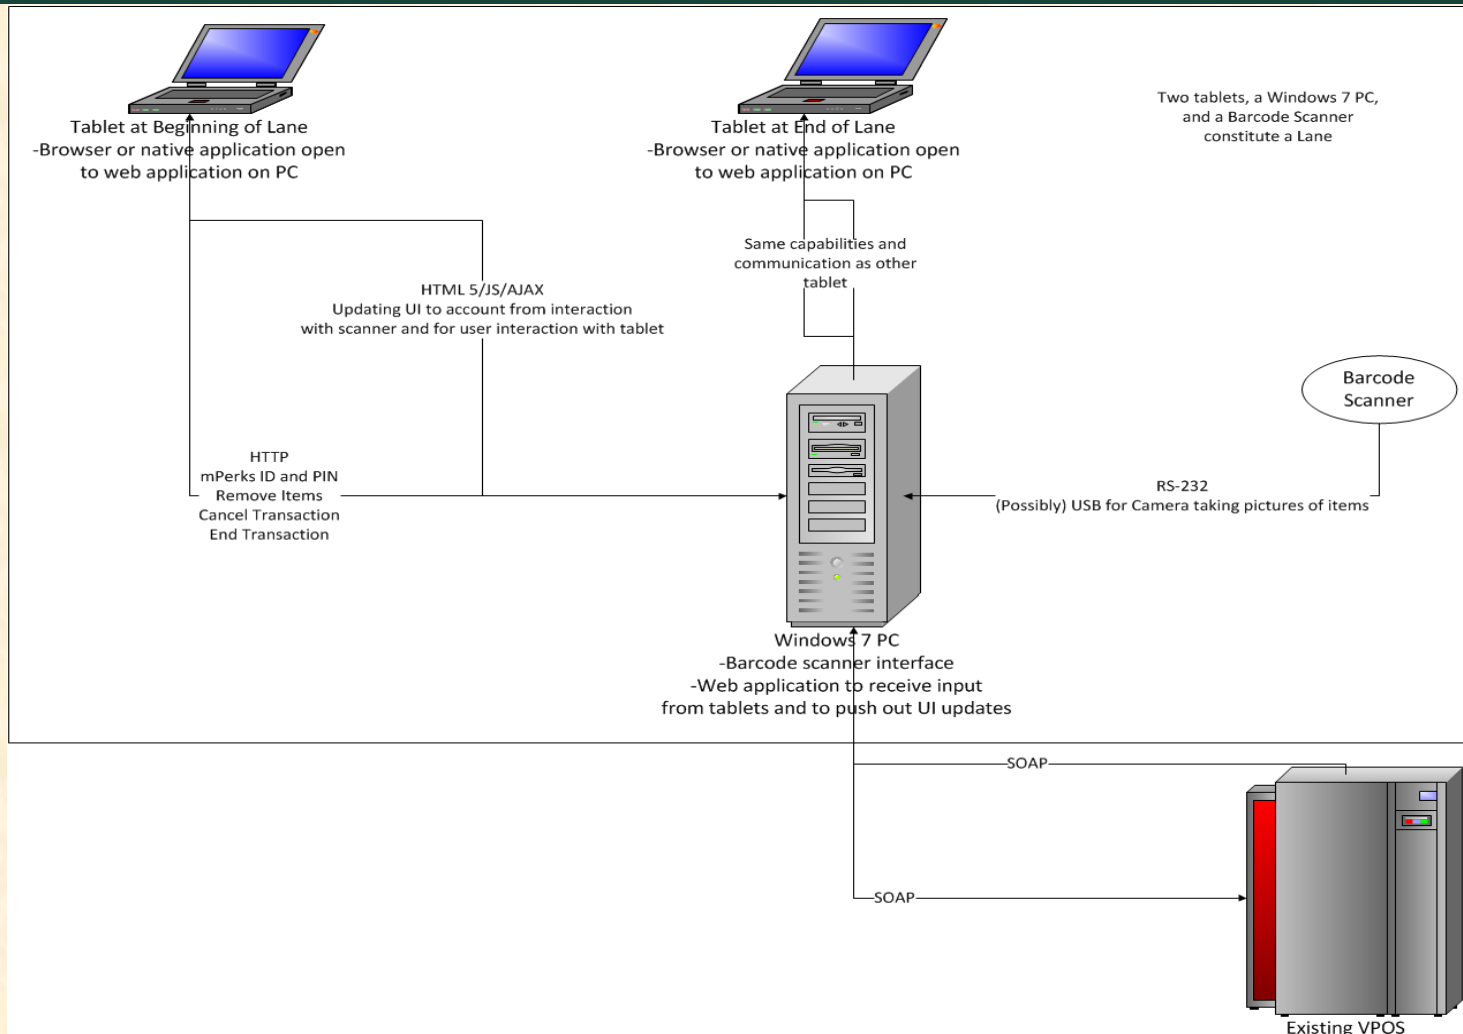 Tablet at Beginning of Lane
-Browser or native application open
to web application on PC
Tablet at End of Lane
-Browser or native application open
to web application on PC
Two tablets, a Windows 7 PC,
and a Barcode Scanner
constitute a Lane
Same capabilities and
communication as other
tablet
HTML 5/JS/AJAX
Updating UI to account from interaction
with scanner and for user interaction with tablet
Barcode
Scanner
HTTP
mPerks ID and PIN
Remove Items
Cancel Transaction
End Transaction
RS-232
(Possibly) USB for Camera taking pictures of items
Windows 7 PC
-Barcode scanner interface
-Web application to receive input
from tablets and to push out UI updates
SOAP
SOAP
Existing VPOS